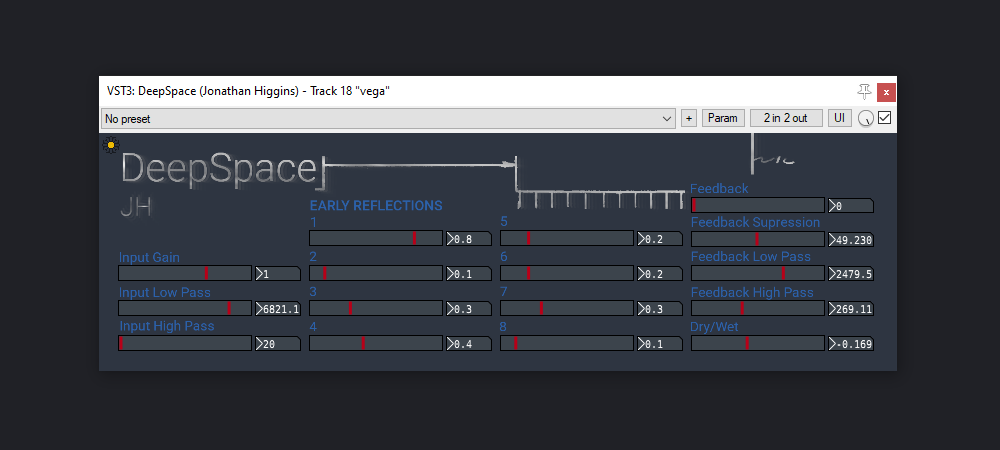 VST3: DeepSpace (Jonathan Higgins) - Track 18 "vega"
No preset
+
Param
2 in 2 out
UI
DeepSpace
JH
Input Gain
1
Input Low Pass
6821.1
Input High Pass
20
EARLY REFLECTIONS
1
0.8
2
0.1
3
0.3
4
0.4
5
0.2
6
0.2
7
0.3
8
0.1
Feedback
0
Feedback Supression
49.230
Feedback Low Pass
2479.5
Feedback High Pass
269.11
Dry/Wet
-0.169